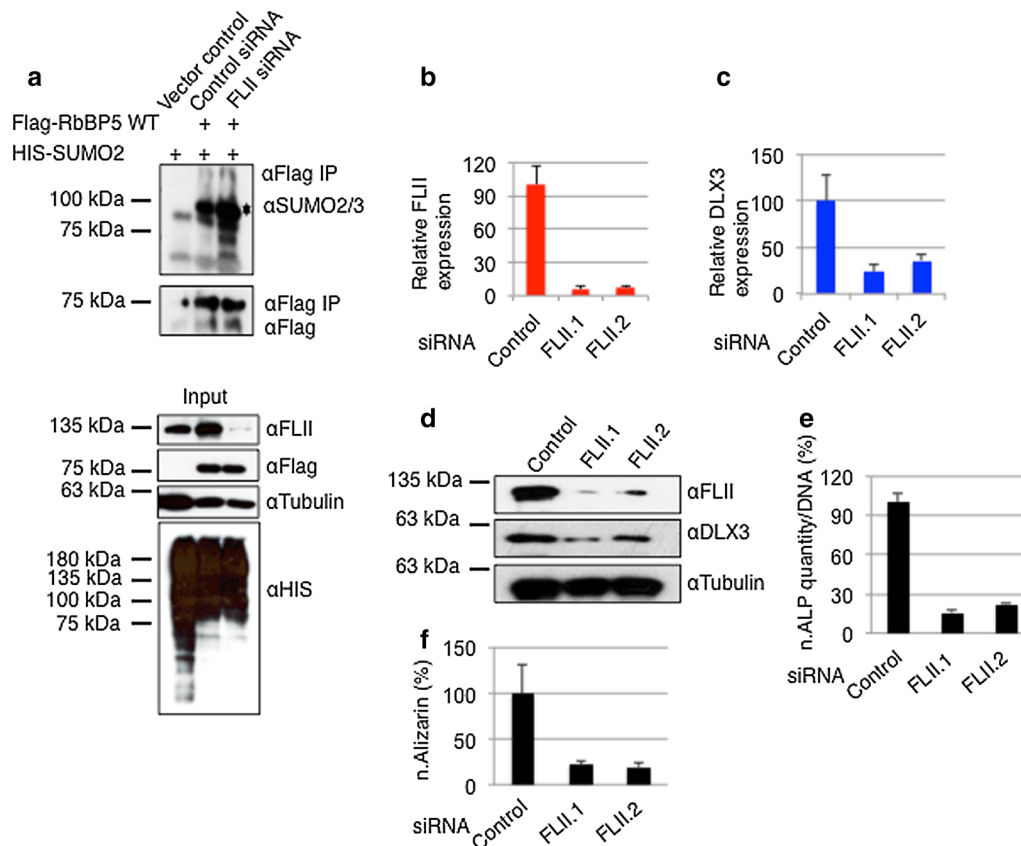 a
Vector control
Control siRNA
FLII siRNA
Flag-RbBP5 WT + +
HIS-SUMO2 + + +
αFlag IP
100 kDa
αSUMO2/3
*
75 kDa
75 kDa
αFlag IP
αFlag
Input
135 kDa
αFLII
75 kDa
αFlag
63 kDa
αTubulin
180 kDa
135 kDa
αHIS
100 kDa
75 kDa
b
Relative FLII
expression
120
90
60
30
0
siRNA
Control
FLII.1
FLII.2
c
Relative DLX3
expression
150
100
50
0
siRNA
Control
FLII.1
FLII.2
d
Control
FLII.1
FLII.2
135 kDa
αFLII
63 kDa
αDLX3
63 kDa
αTubulin
e
n.ALP quantity/DNA (%)
120
90
60
30
0
siRNA
Control
FLII.1
FLII.2
f
n.Alizarin (%)
150
100
50
0
siRNA
Control
FLII.1
FLII.2